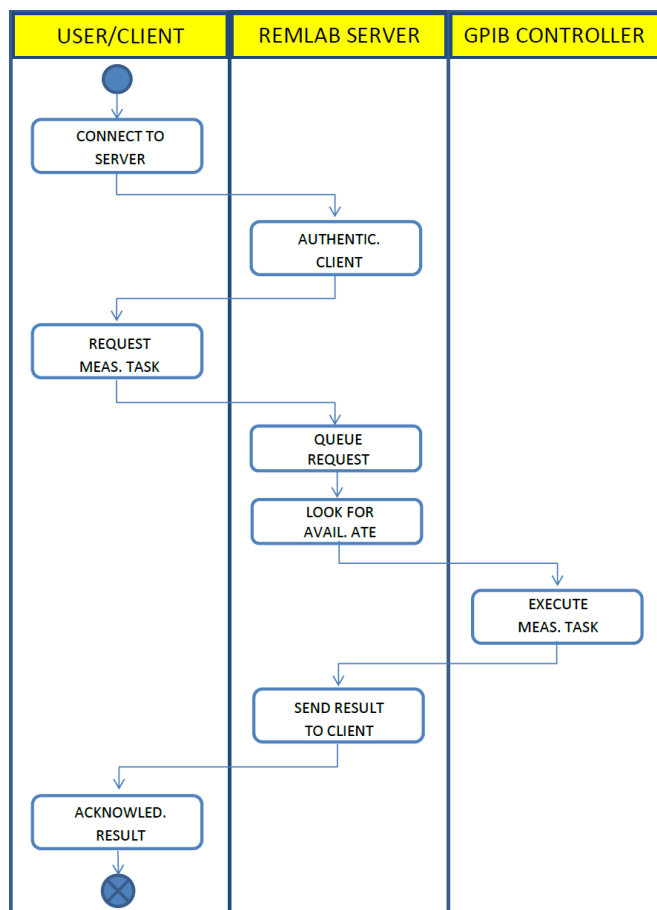 USER/CLIENT
REMLAB SERVER
GPIB CONTROLLER
CONNECT TO
SERVER
AUTHENTIC.
CLIENT
REQUEST
MEAS. TASK
QUEUE
REQUEST
LOOK FOR
AVAIL. ATE
EXECUTE
MEAS. TASK
SEND RESULT
TO CLIENT
ACKNOWLED.
RESULT